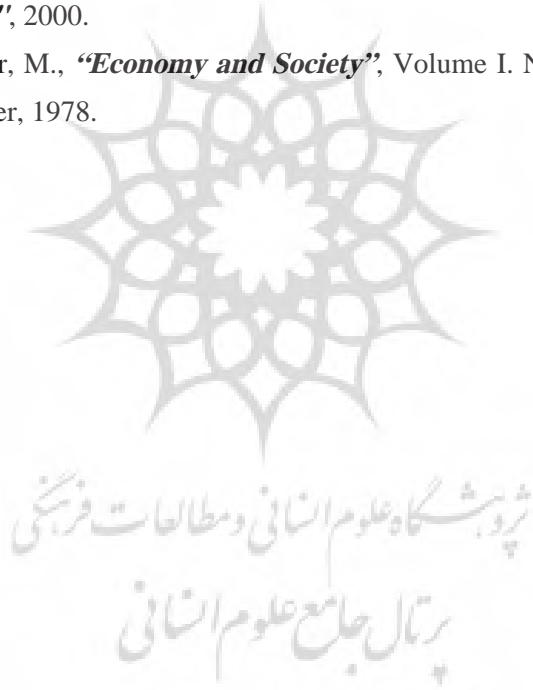 ", 2000.
r, M., "Economy and Society", Volume I. N
er, 1978.
پژوهشگاه علوم انسانی و مطالعات فرهنگی
پرتال جامع علوم انسانی